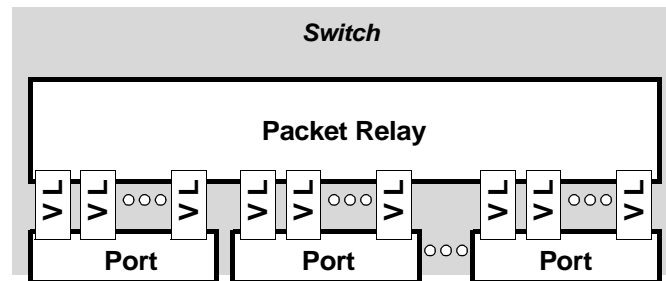 Switch
Packet Relay
VL VL VL VL VL VL VL VL VL
Port Port Port